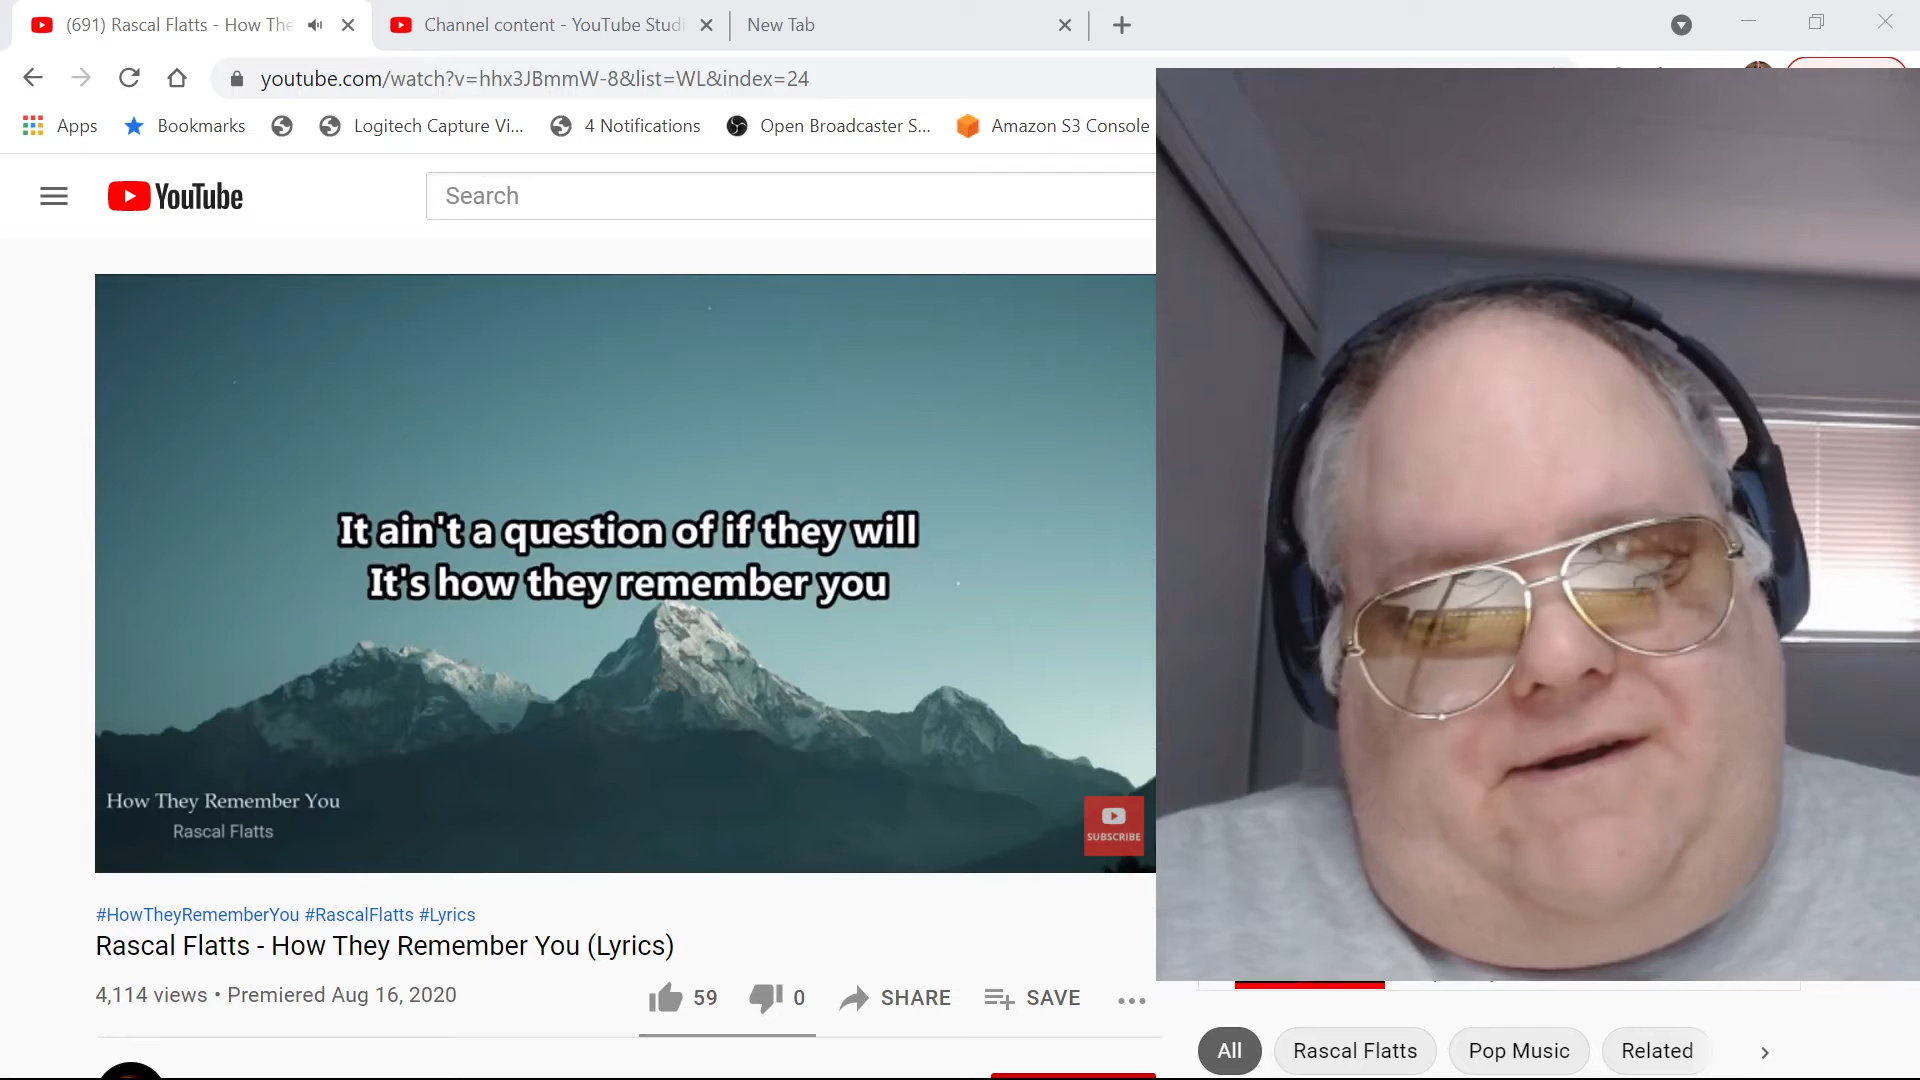 (691) Rascal Flatts - How The
Channel content - YouTube Studi
New Tab
youtube.com/watch?v=hhx3JBmmW-8&list=WL&index=24
Apps
Bookmarks
Logitech Capture Vi...
4 Notifications
Open Broadcaster S...
Amazon S3 Console
YouTube
Search
It ain't a question of if they will
It's how they remember you
How They Remember You
Rascal Flatts
SUBSCRIBE
#HowTheyRememberYou #RascalFlatts #Lyrics
Rascal Flatts - How They Remember You (Lyrics)
4,114 views • Premiered Aug 16, 2020
59
0
SHARE
SAVE
All
Rascal Flatts
Pop Music
Related